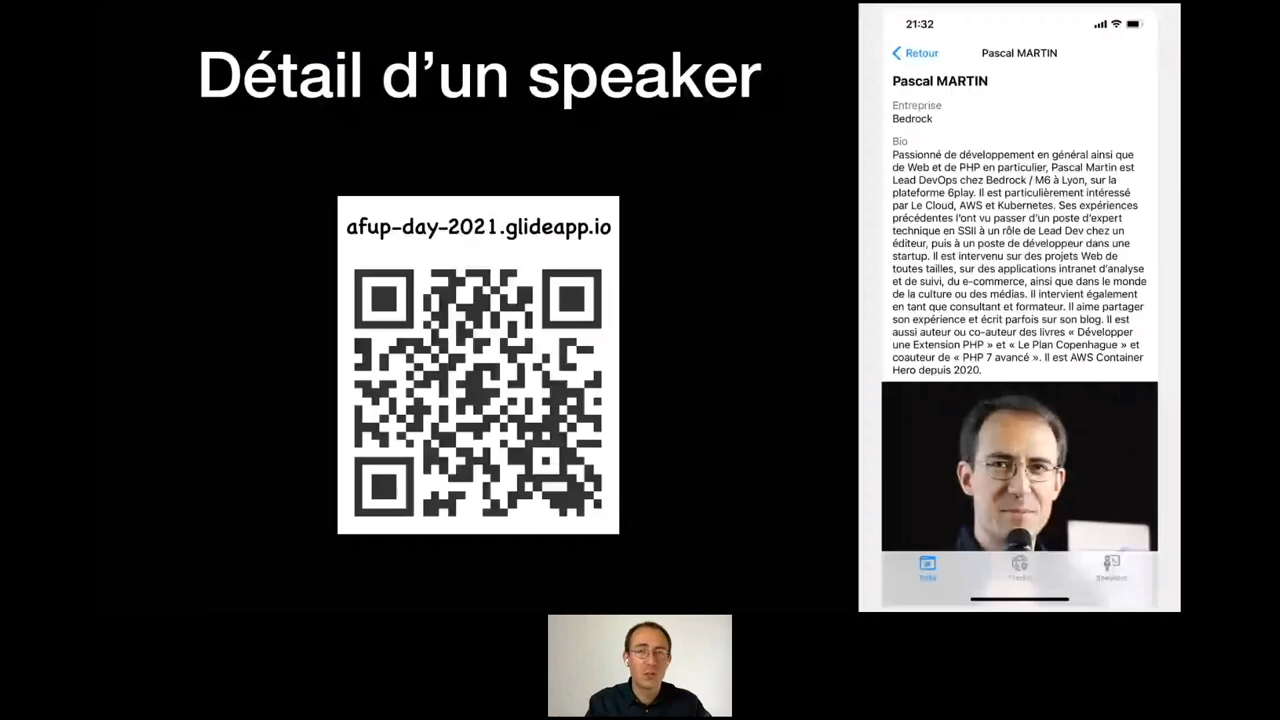 Détail d’un speaker
afup-day-2021.glideapp.io
21:32
Retour
Pascal MARTIN
Pascal MARTIN
Entreprise
Bedrock
Bio
Passionné de développement en général ainsi que
de Web et de PHP en particulier, Pascal Martin est
Lead DevOps chez Bedrock / M6 à Lyon, sur la
plateforme 6play. Il est particulièrement intéressé
par Le Cloud, AWS et Kubernetes. Ses expériences
précédentes l'ont vu passer d'un poste d'expert
technique en SSII à un rôle de Lead Dev chez un
éditeur, puis à un poste de développeur dans une
startup. Il est intervenu sur des projets Web de
toutes tailles, sur des applications intranet d'analyse
et de suivi, du e-commerce, ainsi que dans le monde
de la culture ou des médias. Il intervient également
en tant que consultant et formateur. Il aime partager
son expérience et écrit parfois sur son blog. Il est
aussi auteur ou co-auteur des livres « Développer
une Extension PHP » et « Le Plan Copenhague » et
coauteur de « PHP 7 avancé ». Il est AWS Container
Hero depuis 2020.
Speakers